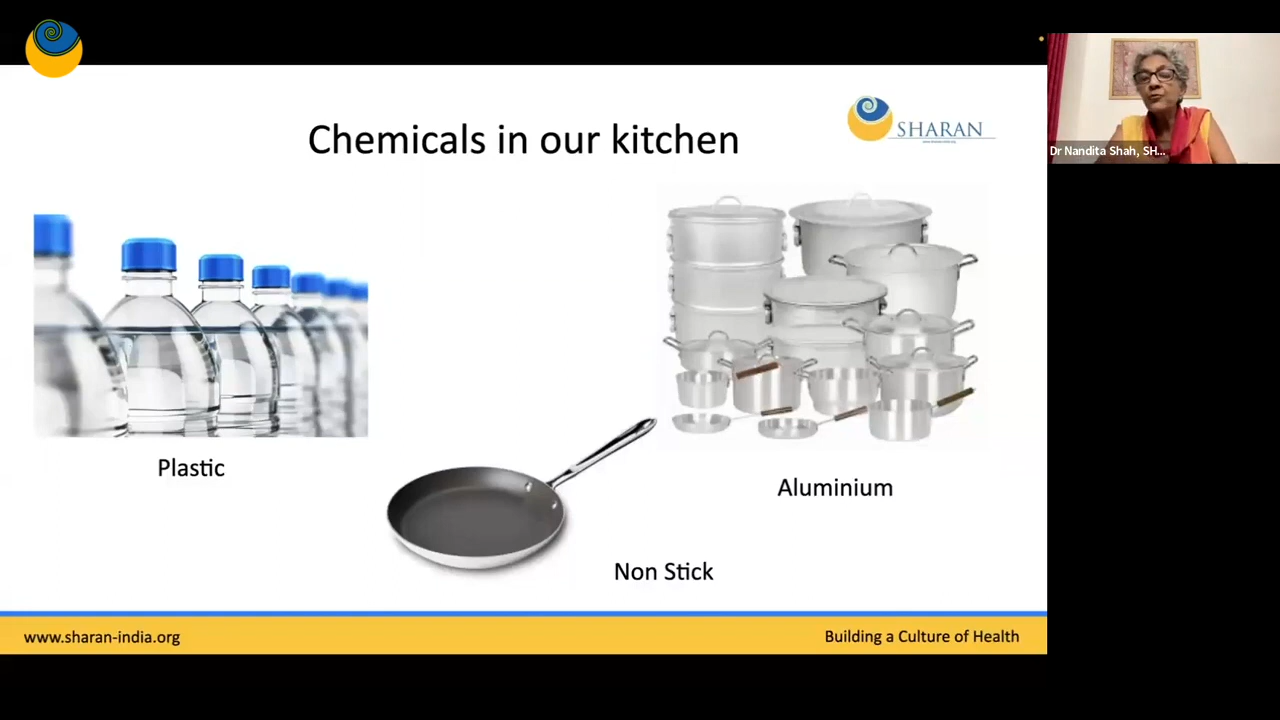 Chemicals in our kitchen
SHARAN
Dr Nandita Shah, SH...
Plastic
Aluminium
Non Stick
www.sharan-india.org
Building a Culture of Health